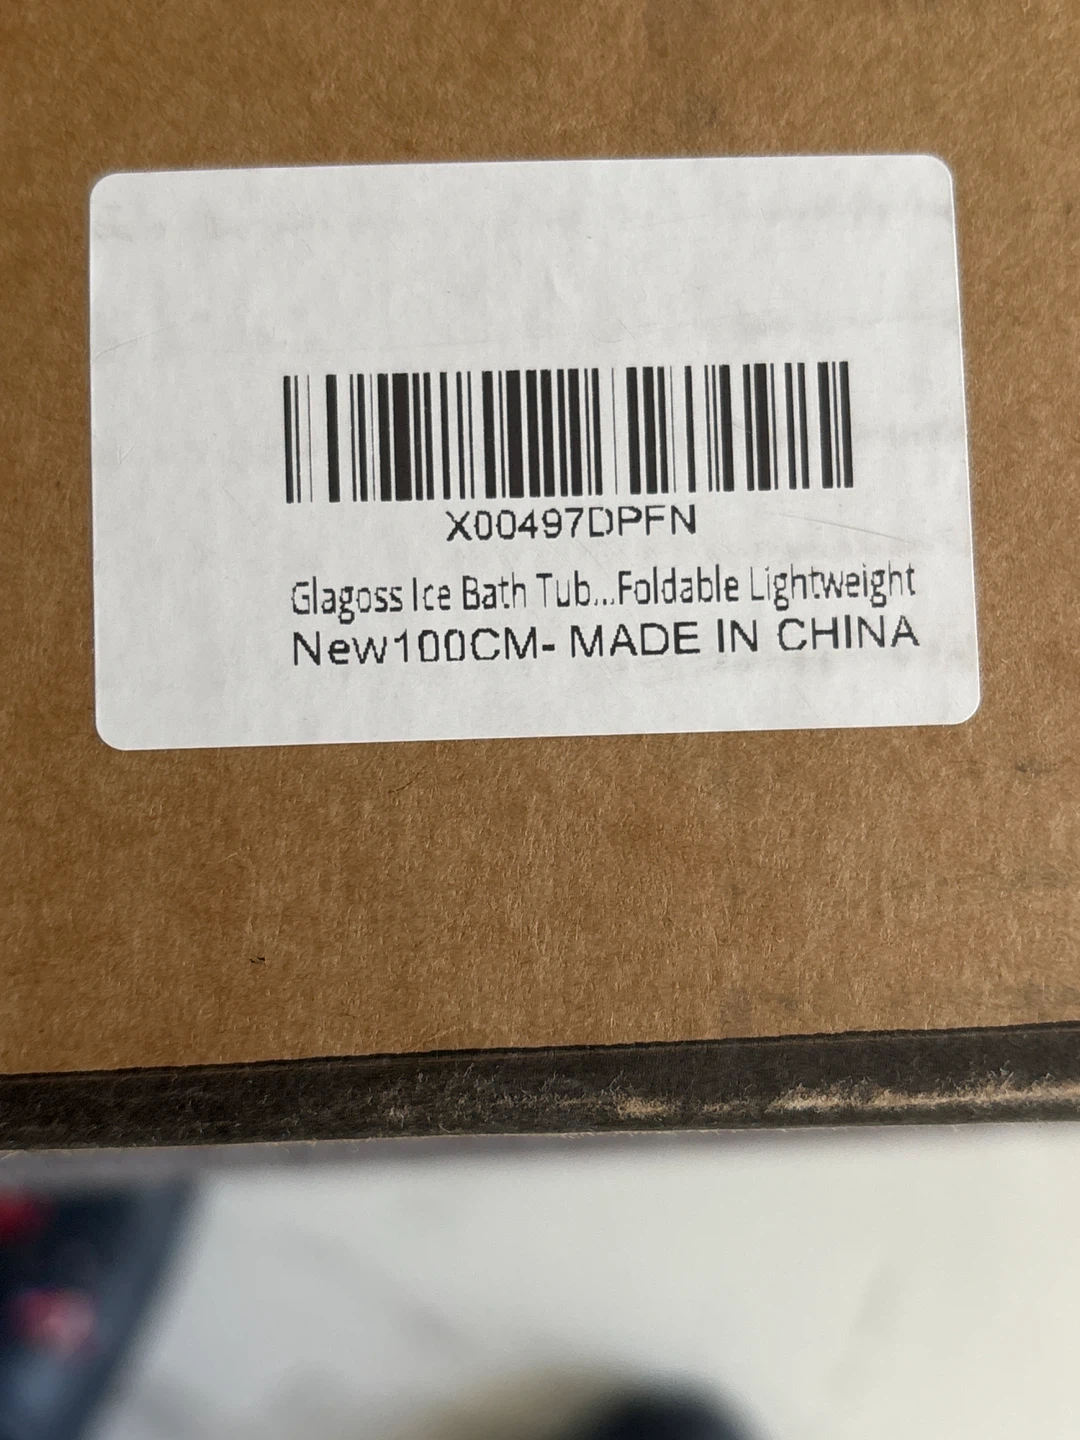 X00497DPFN
Glagoss Ice Bath Tub...Foldable Lightweight
New100CM- MADE IN CHINA